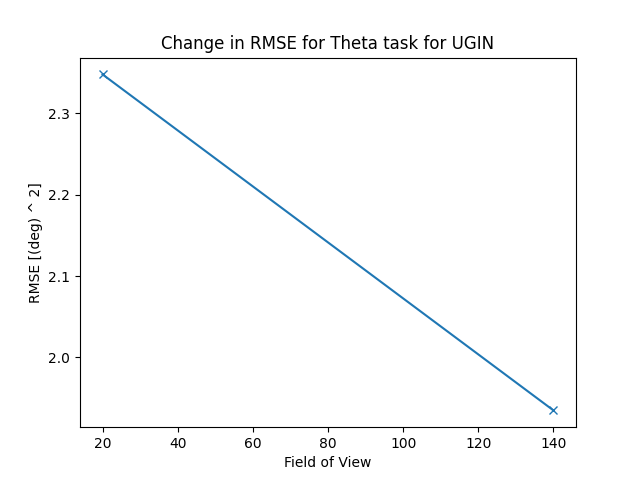 Change in RMSE for Theta task for UGIN
2.3
2.2
2.1
2.0
RMSE [(deg) ^ 2]
20 40 60 80 100 120 140
Field of View